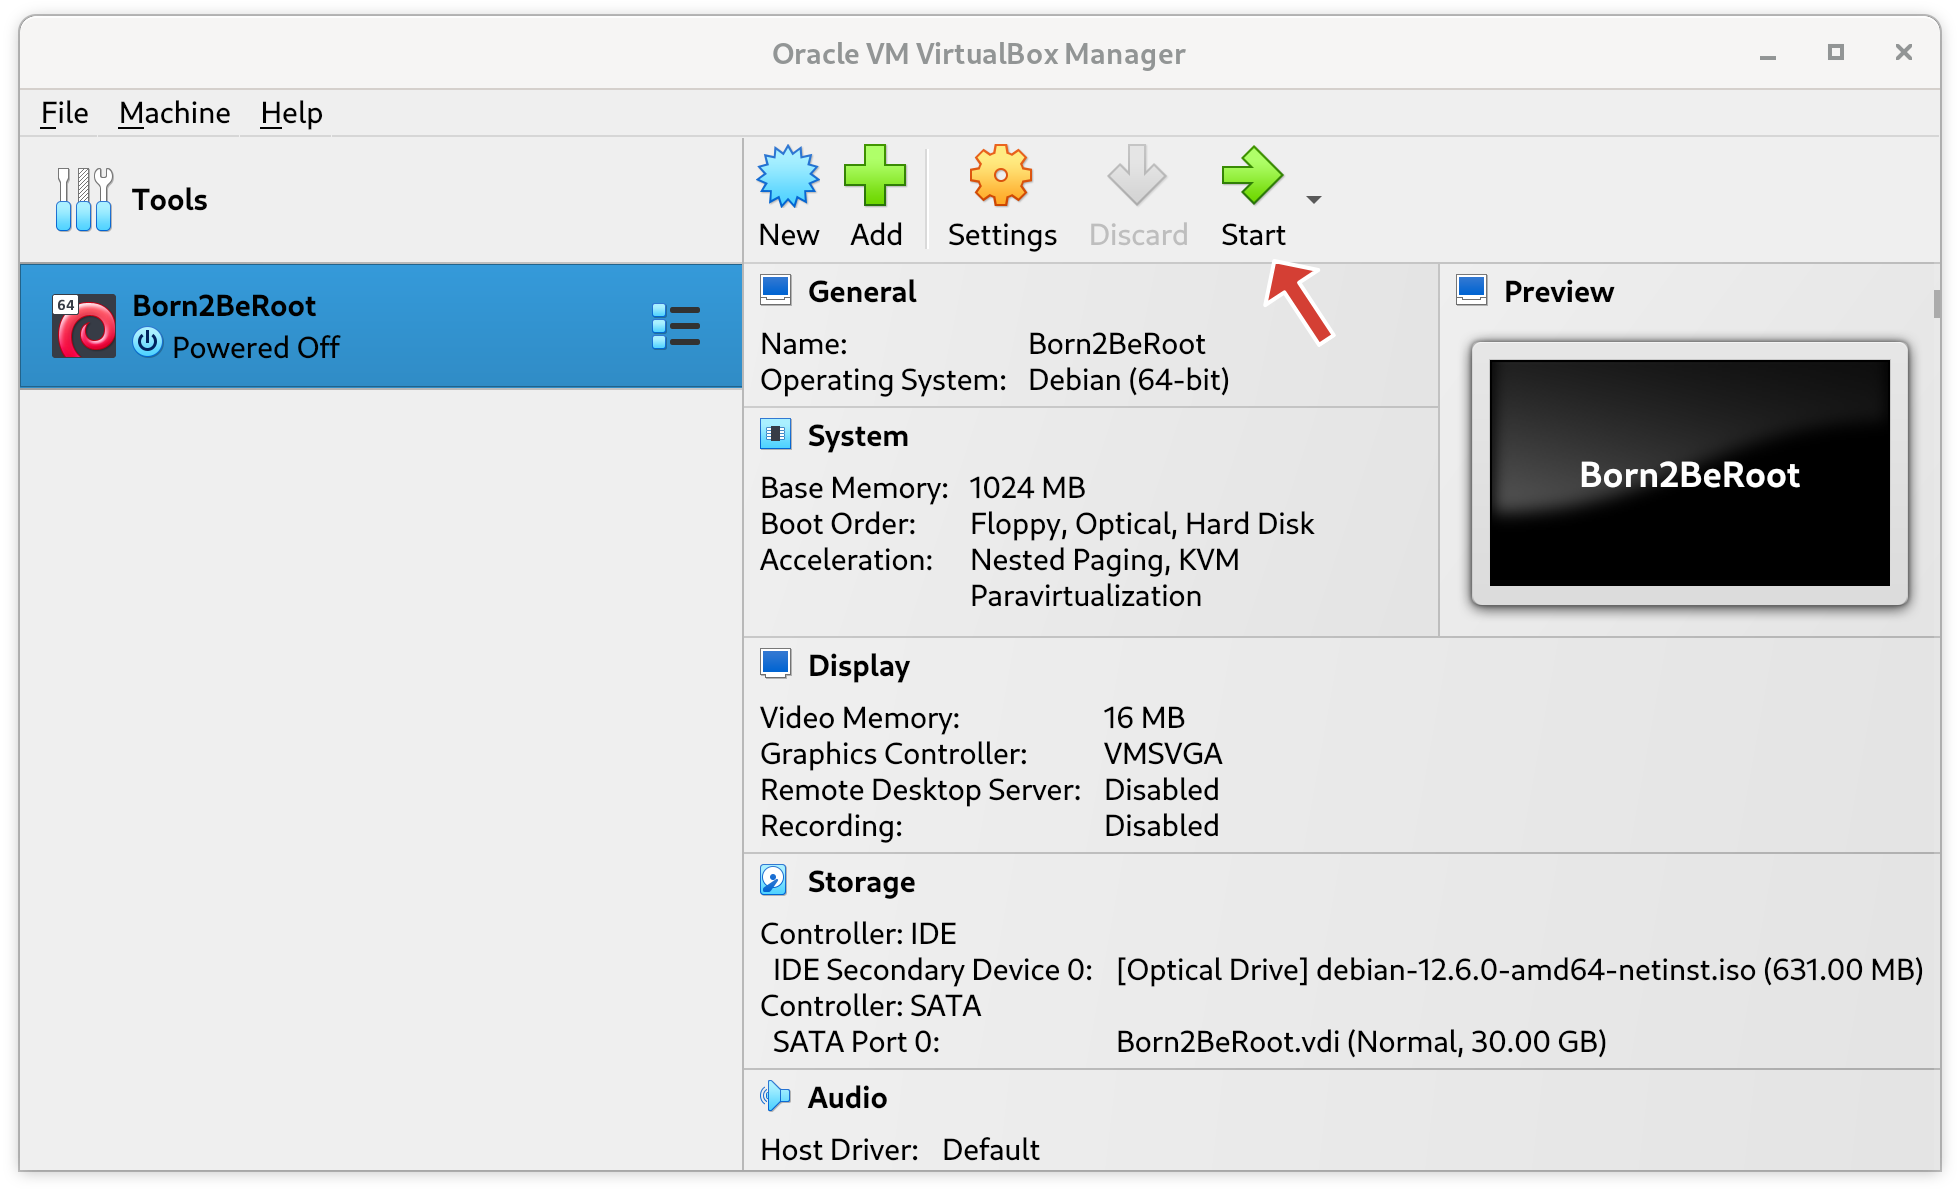 Oracle VM VirtualBox Manager
File Machine Help
Tools
New Add Settings Discard Start
64
Born2BeRoot
Powered Off
General
Name: Born2BeRoot
Operating System: Debian (64-bit)
Preview
Born2BeRoot
System
Base Memory: 1024 MB
Boot Order: Floppy, Optical, Hard Disk
Acceleration: Nested Paging, KVM
Paravirtualization
Display
Video Memory: 16 MB
Graphics Controller: VMSVGA
Remote Desktop Server: Disabled
Recording: Disabled
Storage
Controller: IDE
IDE Secondary Device 0: [Optical Drive] debian-12.6.0-amd64-netinst.iso (631.00 MB)
Controller: SATA
SATA Port 0: Born2BeRoot.vdi (Normal, 30.00 GB)
Audio
Host Driver: Default